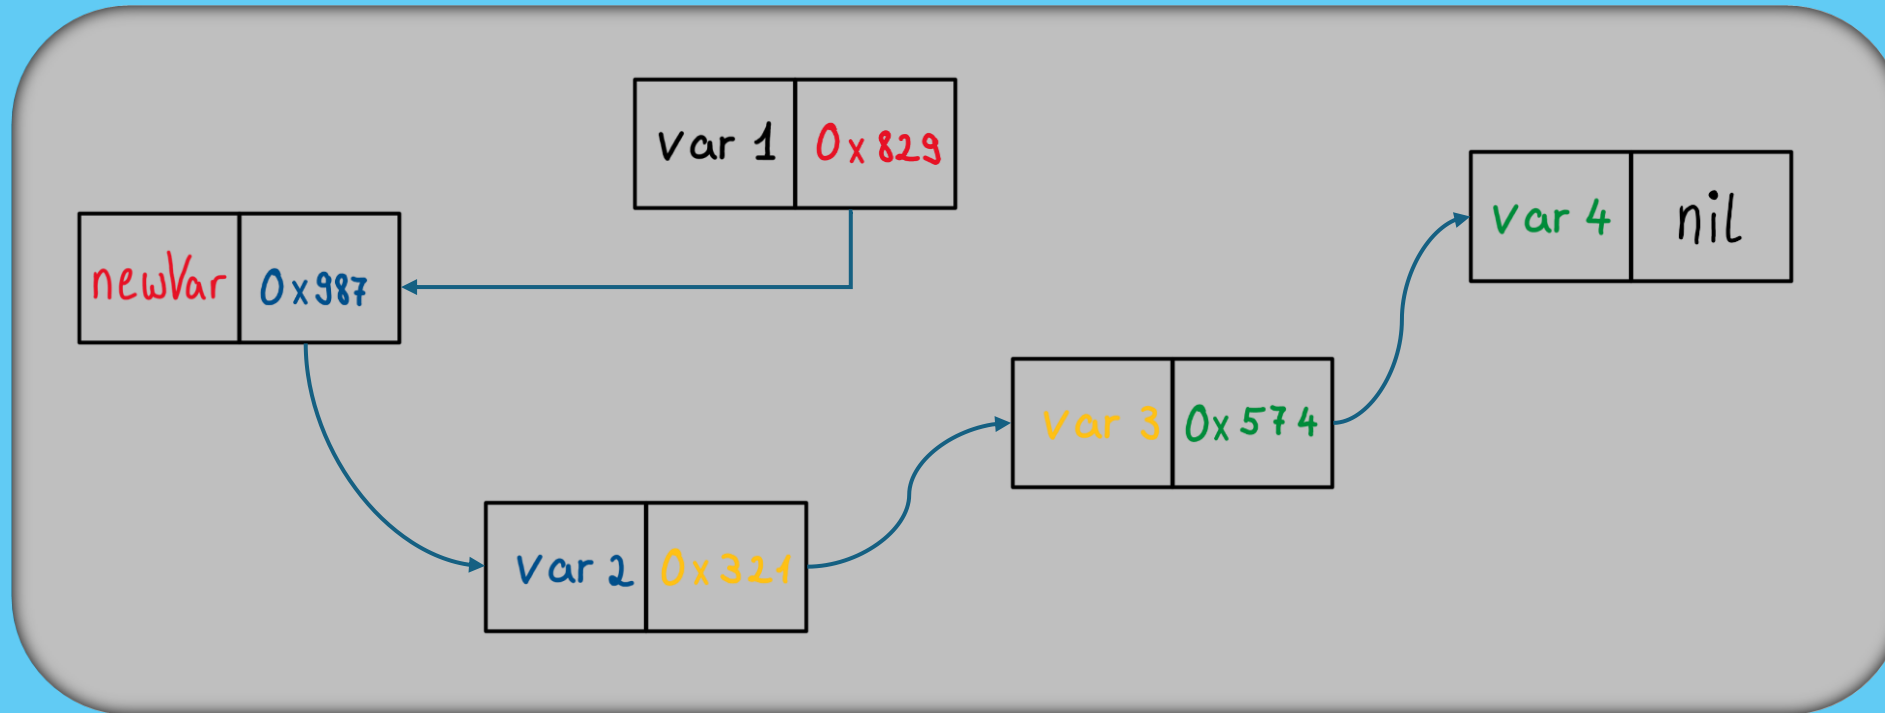 var 1 0x829
newVar 0x987
var 2 0x321
var 3 0x574
var 4 nil